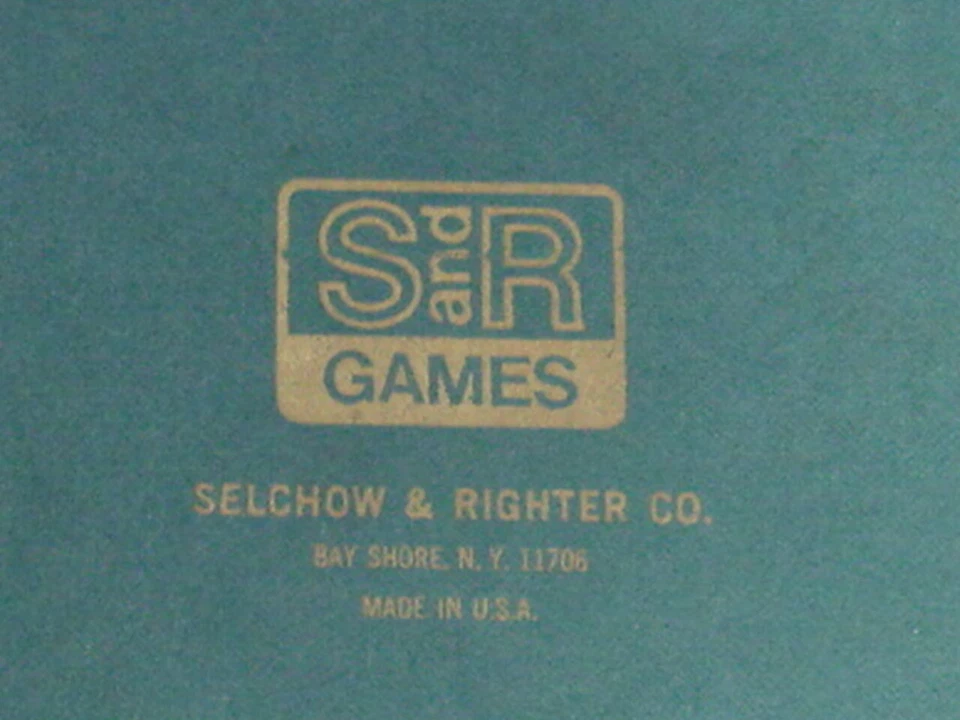 S and R
GAMES
SELCHOW & RIGHTER CO.
BAY SHORE, N. Y. 11706
MADE IN U.S.A.